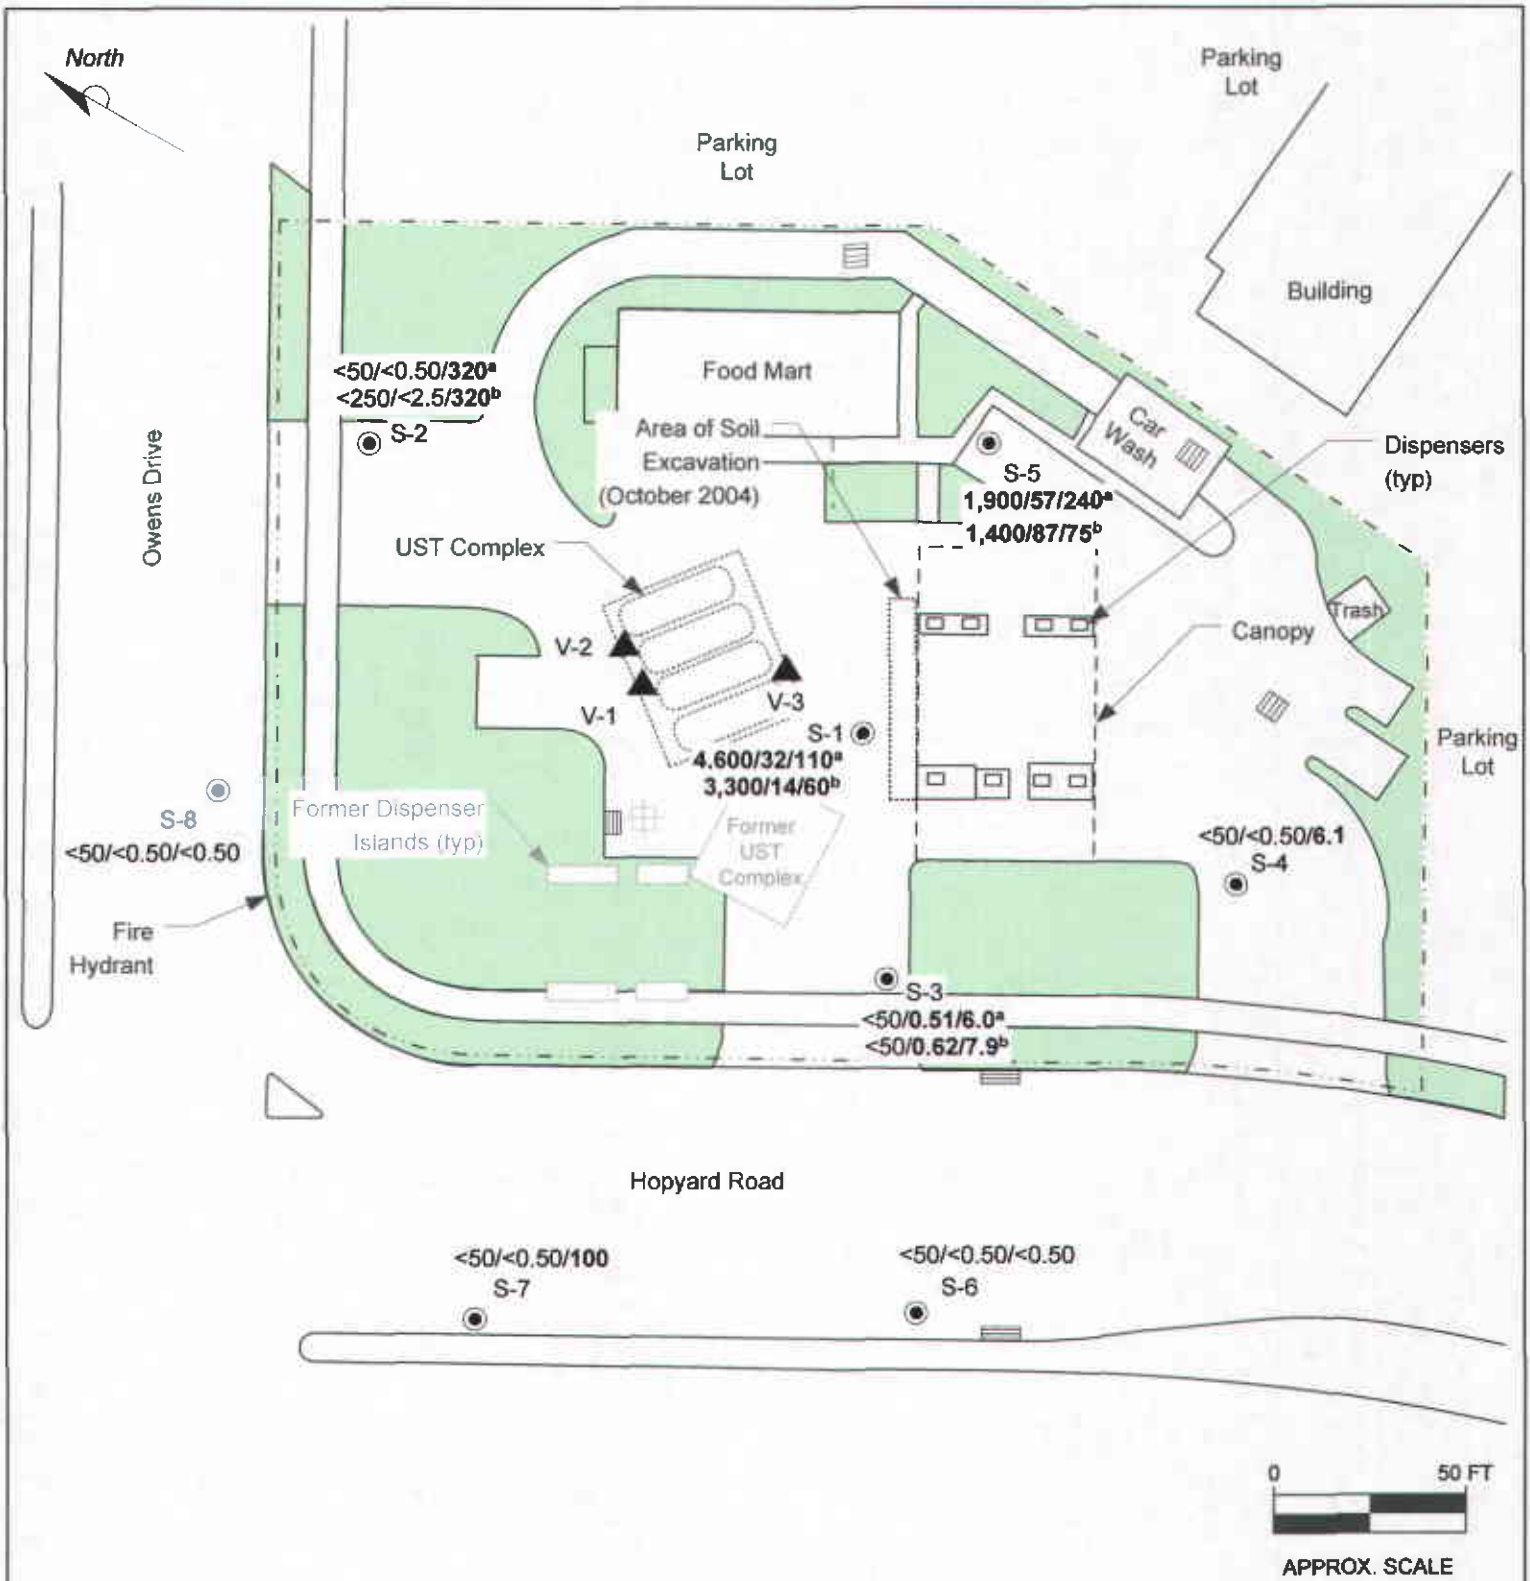 North
Parking
Lot
Parking
Lot
Building
<50/<0.50/320ᵃ
<250/<2.5/320ᵇ
S-2
Food Mart
Car
Wash
Area of Soil
Excavation
(October 2004)
Dispensers
(typ)
S-5
1,900/57/240ᵃ
1,400/87/75ᵇ
Owens Drive
UST Complex
Trash
Canopy
V-2
V-1
V-3
S-1
4,600/32/110ᵃ
3,300/14/60ᵇ
Parking
Lot
S-8
<50/<0.50/<0.50
Former Dispenser
Islands (typ)
Former
UST
Complex
<50/<0.50/6.1
S-4
Fire
Hydrant
S-3
<50/0.51/6.0ᵃ
<50/0.62/7.9ᵇ
Hopyard Road
<50/<0.50/100
S-7
<50/<0.50/<0.50
S-6
0 50 FT
APPROX. SCALE